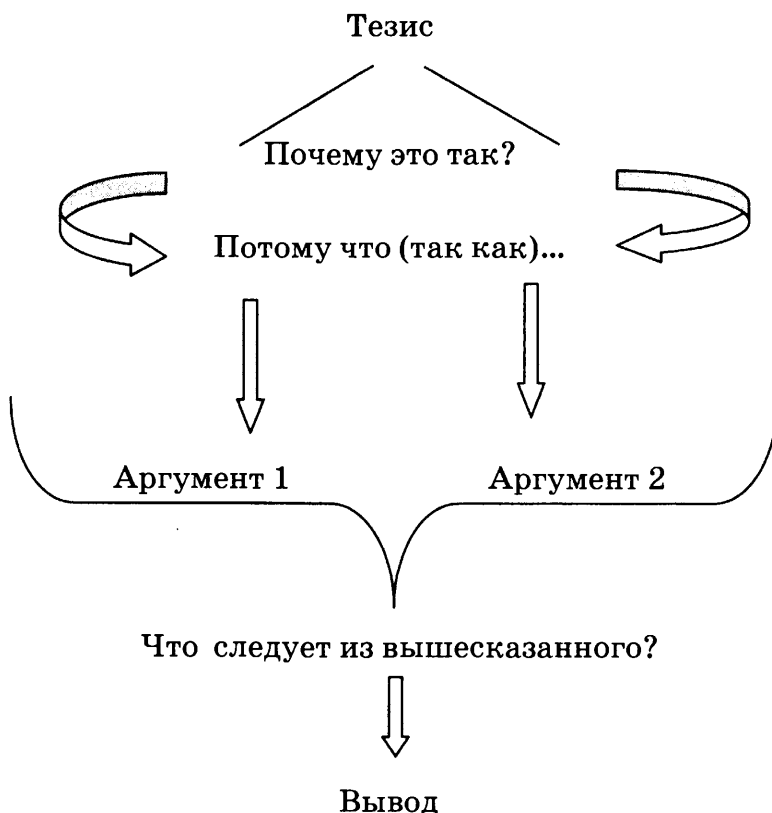 Тезис
Почему это так?
Потому что (так как)...
Аргумент 1 Аргумент 2
Что следует из вышесказанного?
Вывод